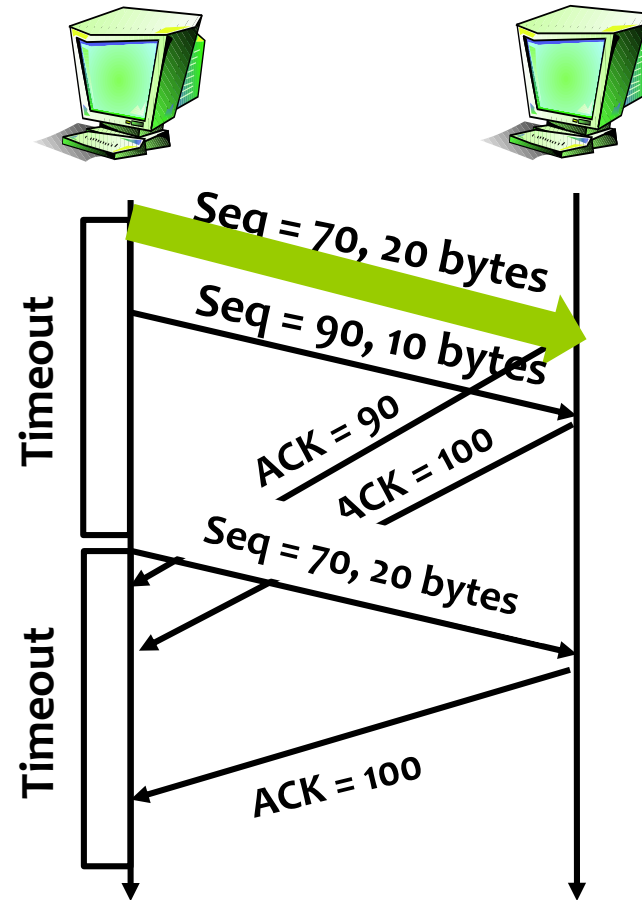 Seq = 70, 20 bytes
Timeout
Seq = 90, 10 bytes
ACK = 90
ACK = 100
Seq = 70, 20 bytes
Timeout
ACK = 100